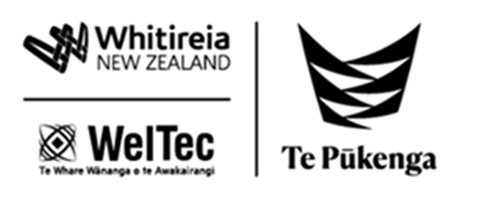 Whitireia
NEW ZEALAND
WelTec
Te Whare Wānanga o te Awakairangi
Te Pūkenga